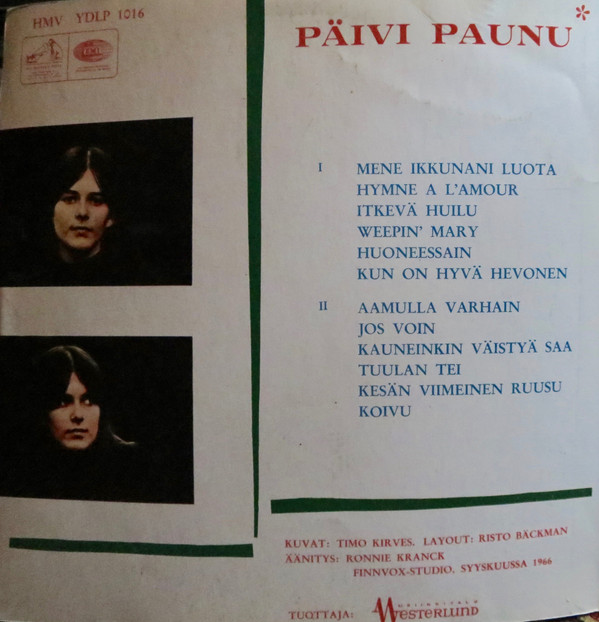 HMV YDLP 1016
EMI
PÄIVI PAUNU*
I MENE IKKUNANI LUOTA
HYMNE A L'AMOUR
ITKEVÄ HUILU
WEEPIN' MARY
HUONEESSAIN
KUN ON HYVÄ HEVONEN
II AAMULLA VARHAIN
JOS VOIN
KAUNEINKIN VÄISTYÄ SAA
TUULAN TEI
KESÄN VIIMEINEN RUUSU
KOIVU
KUVAT: TIMO KIRVES. LAYOUT: RISTO BÄCKMAN
ÄÄNITYS: RONNIE KRANCK
FINNVOX-STUDIO, SYYSKUUSSA 1966
TUOTTAJA: MUSIIKKITALO WESTERLUND